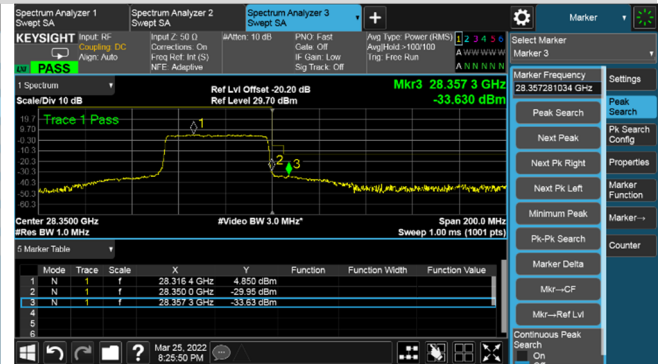 Spectrum Analyzer 1
Swept SA
Spectrum Analyzer 2
Swept SA
Spectrum Analyzer 3
Swept SA
+
Marker
KEYSIGHT
Input: RF
Coupling: DC
Align: Auto
Input Z: 50 Ω
Corrections: On
Freq Ref: Int (S)
NFE: Adaptive
#Atten: 10 dB
PNO: Fast
Gate: Off
IF Gain: Low
Sig Track: Off
Avg Type: Power (RMS)
Avg|Hold:>100/100
Trig: Free Run
1 2 3 4 5 6
A W W W W W
A N N N N N
PASS
Select Marker
Marker 3
1 Spectrum
Scale/Div 10 dB
Ref Lvl Offset -20.20 dB
Ref Level 29.70 dBm
Mkr3 28.357 3 GHz
-33.630 dBm
Trace 1 Pass
19.7
9.70
-0.30
-10.3
-20.3
-30.3
-40.3
-50.3
-60.3
1
2
3
Center 28.3500 GHz
#Res BW 1.0 MHz
#Video BW 3.0 MHz*
Span 200.0 MHz
Sweep 1.00 ms (1001 pts)
5 Marker Table
Mode Trace Scale X Y Function Function Width Function Value
1 N 1 f 28.316 4 GHz 4.850 dBm
2 N 1 f 28.350 0 GHz -29.95 dBm
3 N 1 f 28.357 3 GHz -33.63 dBm
4
5
6
Mar 25, 2022
8:25:50 PM
Marker Frequency
28.357281034 GHz
Peak Search
Next Peak
Next Pk Right
Next Pk Left
Minimum Peak
Pk-Pk Search
Marker Delta
Mkr→CF
Mkr→Ref Lvl
Continuous Peak
Search
On
Off
Settings
Peak
Search
Pk Search
Config
Properties
Marker
Function
Marker→
Counter